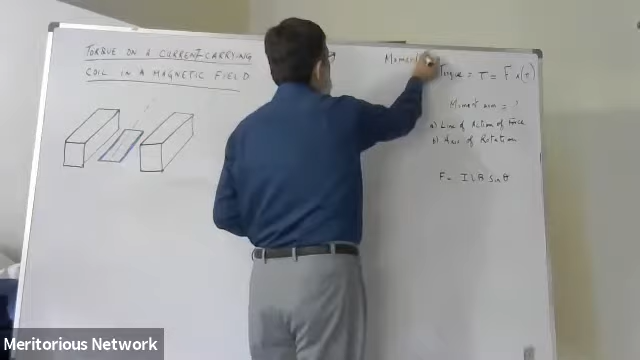 TORQUE ON A CURRENT-CARRYING
COIL IN A MAGNETIC FIELD
Torque = τ = F x (r)
Moment arm = ?
a) Line of Action of Force
b) Axis of Rotation
F = I l B sin θ
Meritorious Network